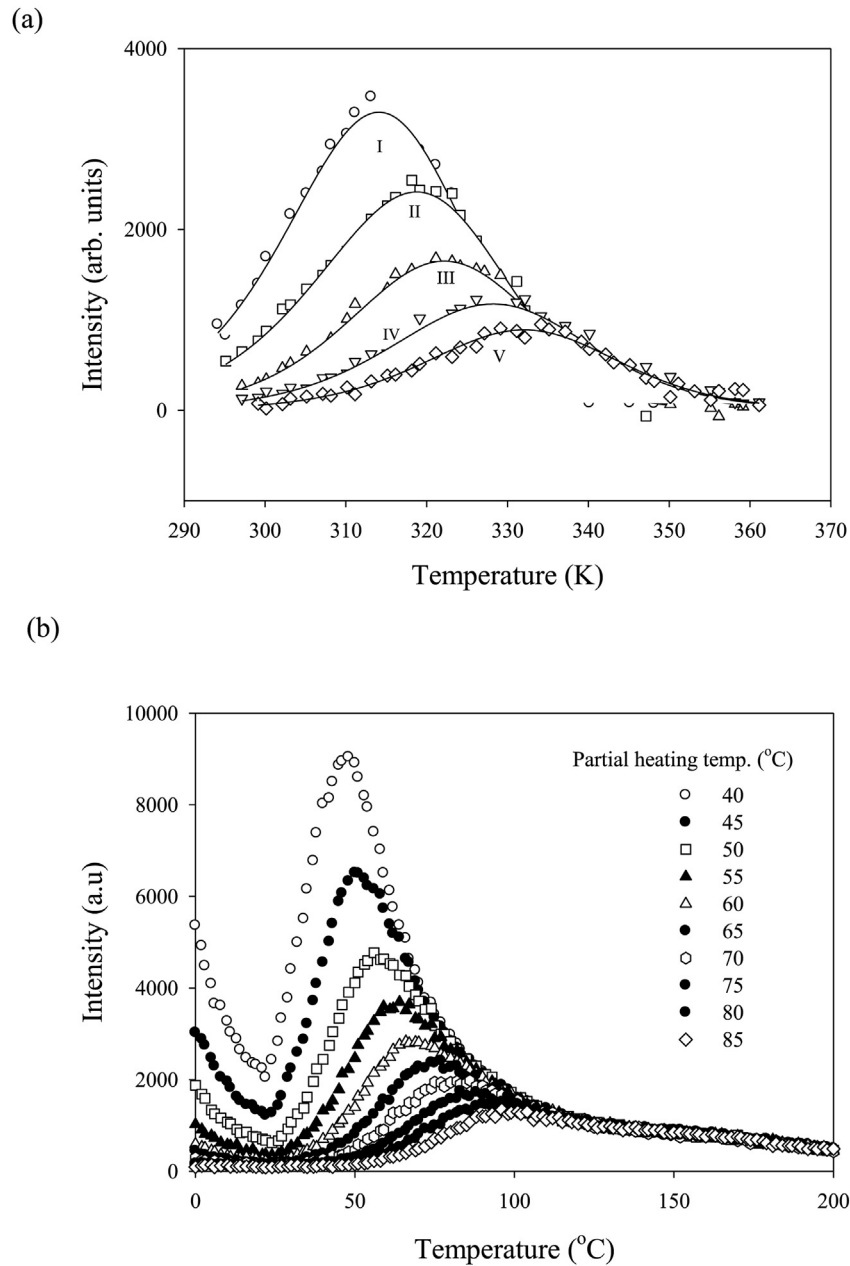 (a)
4000
2000
0
Intensity (arb. units)
I
II
III
IV
V
290 300 310 320 330 340 350 360 370
Temperature (K)
(b)
10000
8000
6000
4000
2000
0
Intensity (a.u)
Partial heating temp. (°C)
40
45
50
55
60
65
70
75
80
85
0 50 100 150 200
Temperature (°C)